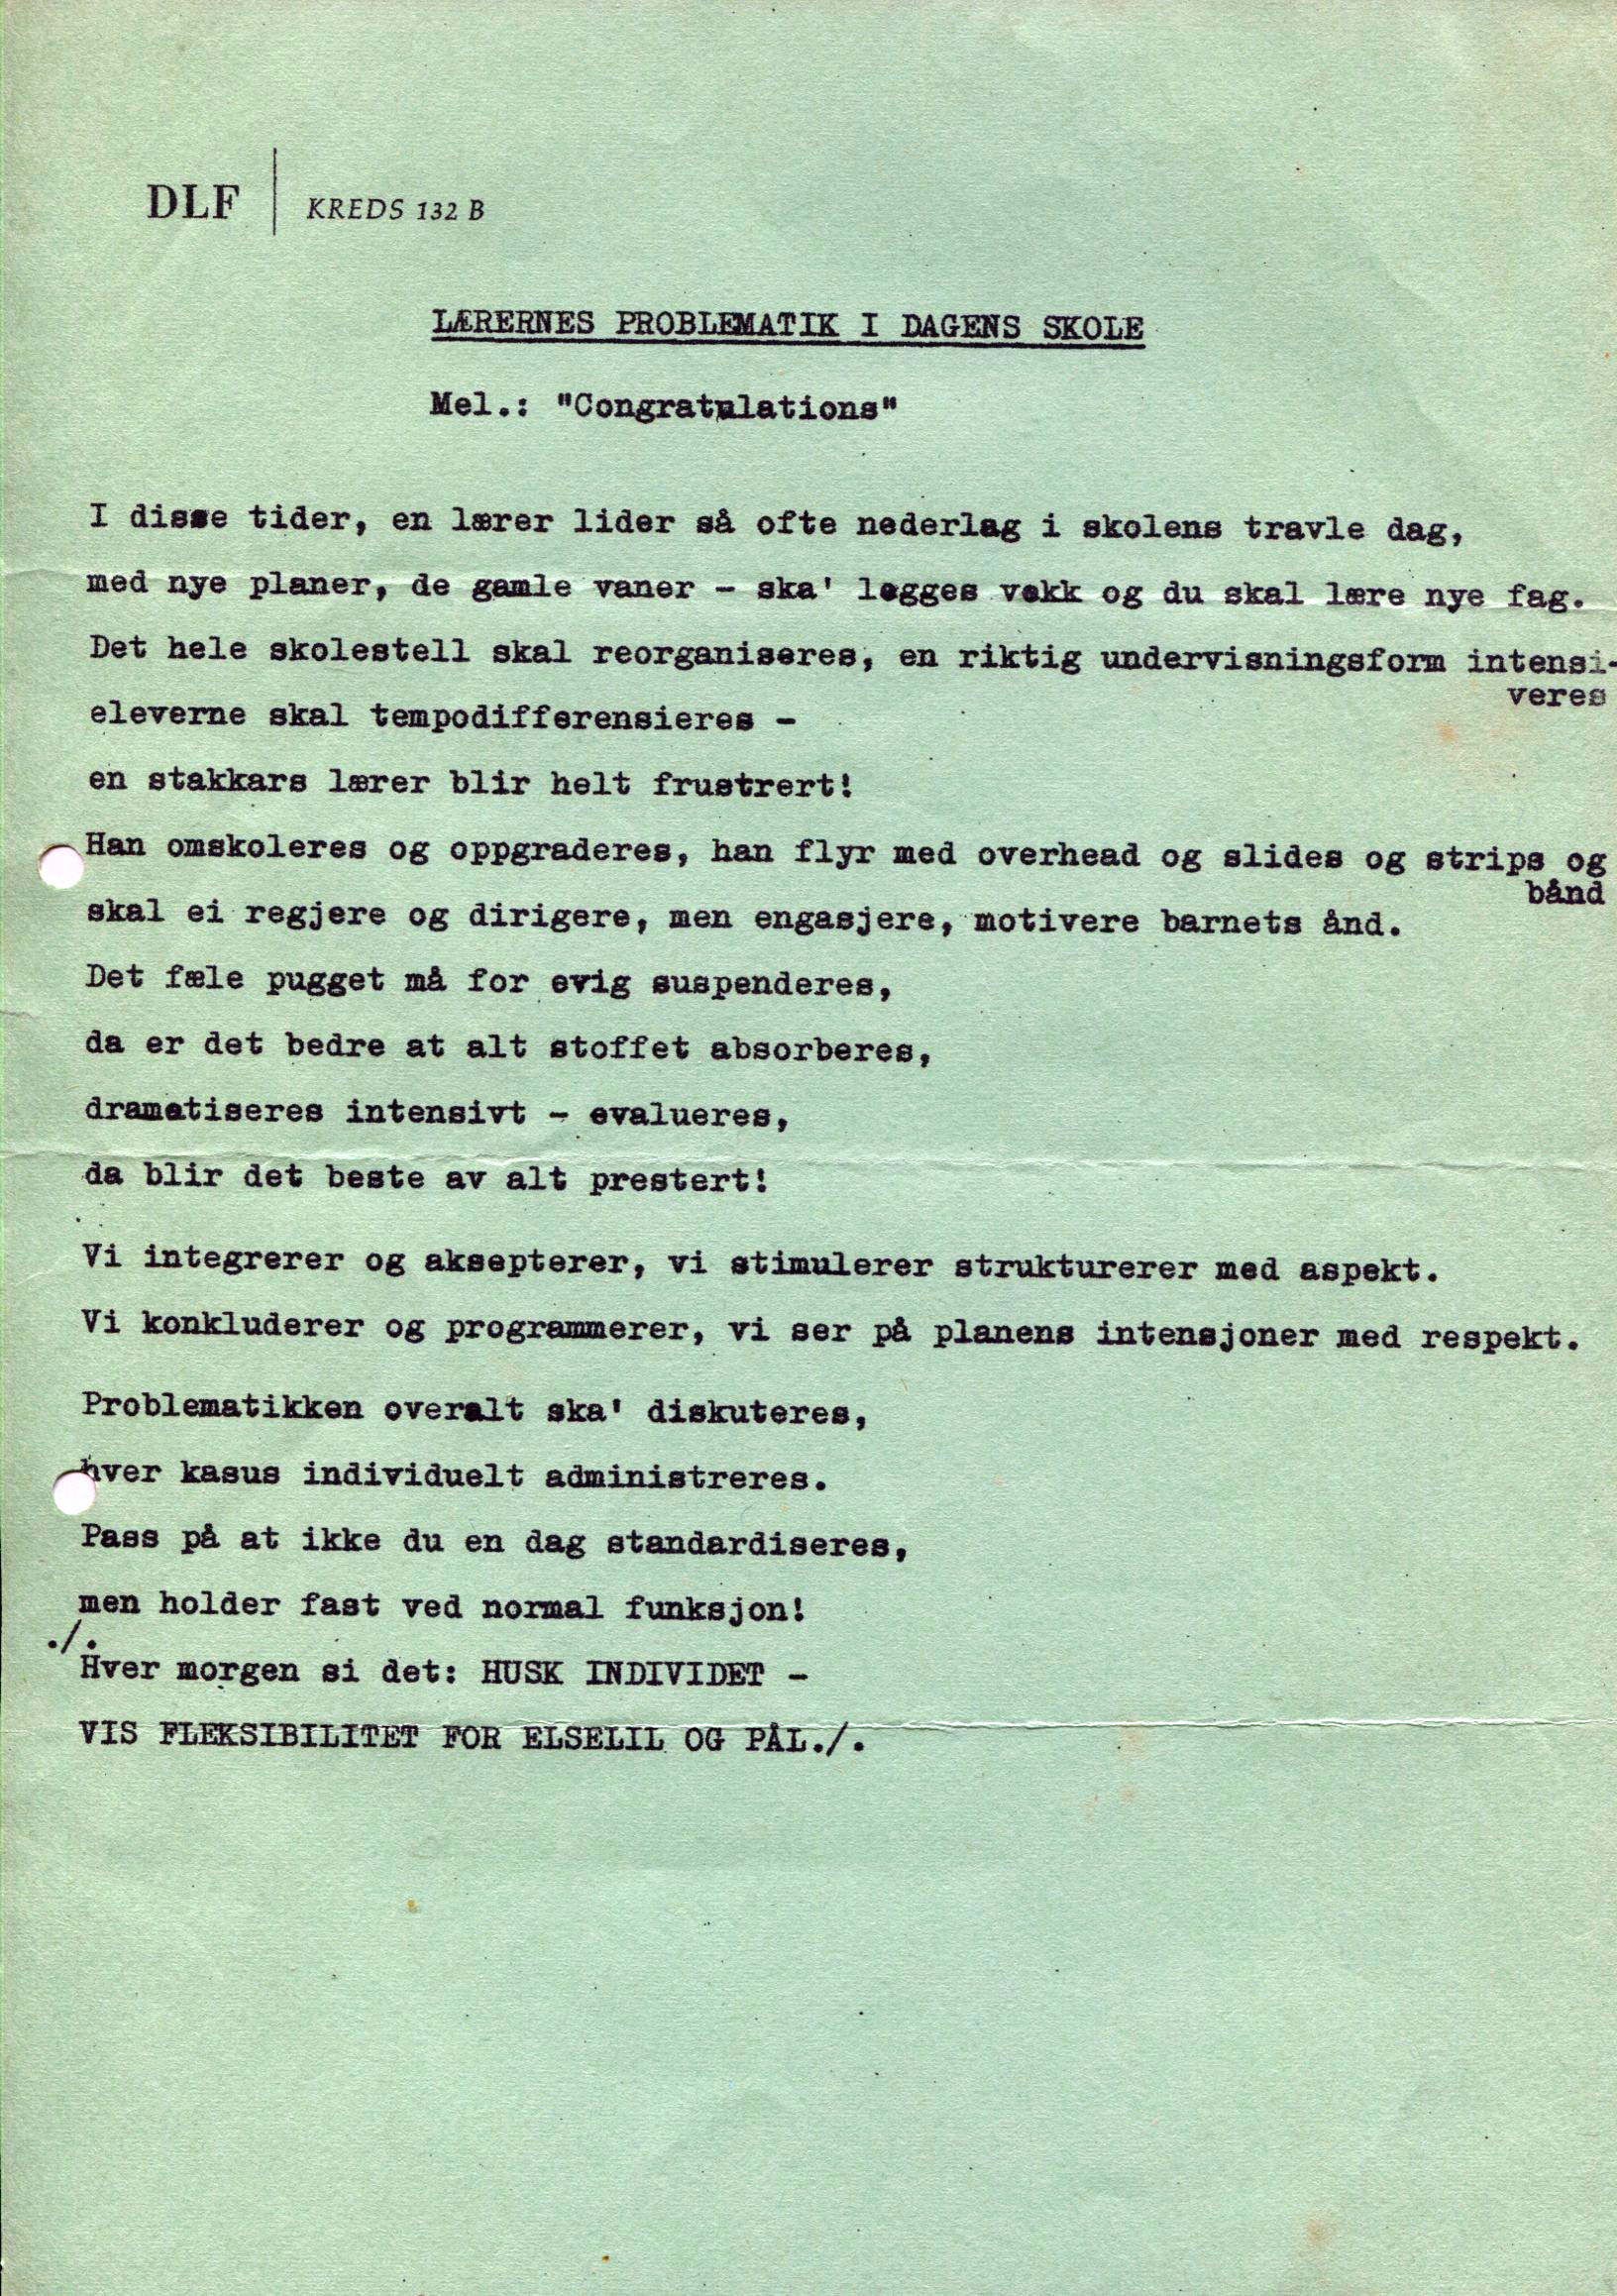 DLF | KREDS 132 B
LÆRERNES PROBLEMATIK I DAGENS SKOLE
Mel.: "Congratulations"
I disse tider, en lærer lider så ofte nederlag i skolens travle dag,
med nye planer, de gamle vaner - ska' legges vekk og du skal lære nye fag.
Det hele skolestell skal reorganiseres, en riktig undervisningsform intensi-
veres
eleverne skal tempodifferensieres -
en stakkars lærer blir helt frustrert!
Han omskoleres og oppgraderes, han flyr med overhead og slides og strips og
bånd
skal ei regjere og dirigere, men engasjere, motivere barnets ånd.
Det fæle pugget må for evig suspenderes,
da er det bedre at alt stoffet absorberes,
dramatiseres intensivt - evalueres,
da blir det beste av alt prestert!
Vi integrerer og aksepterer, vi stimulerer strukturerer med aspekt.
Vi konkluderer og programmerer, vi ser på planens intensjoner med respekt.
Problematikken overalt ska' diskuteres,
hver kasus individuelt administreres.
Pass på at ikke du en dag standardiseres,
men holder fast ved normal funksjon!
./.
Hver morgen si det: HUSK INDIVIDET -
VIS FLEKSIBILITET FOR ELSELIL OG PÅL./.